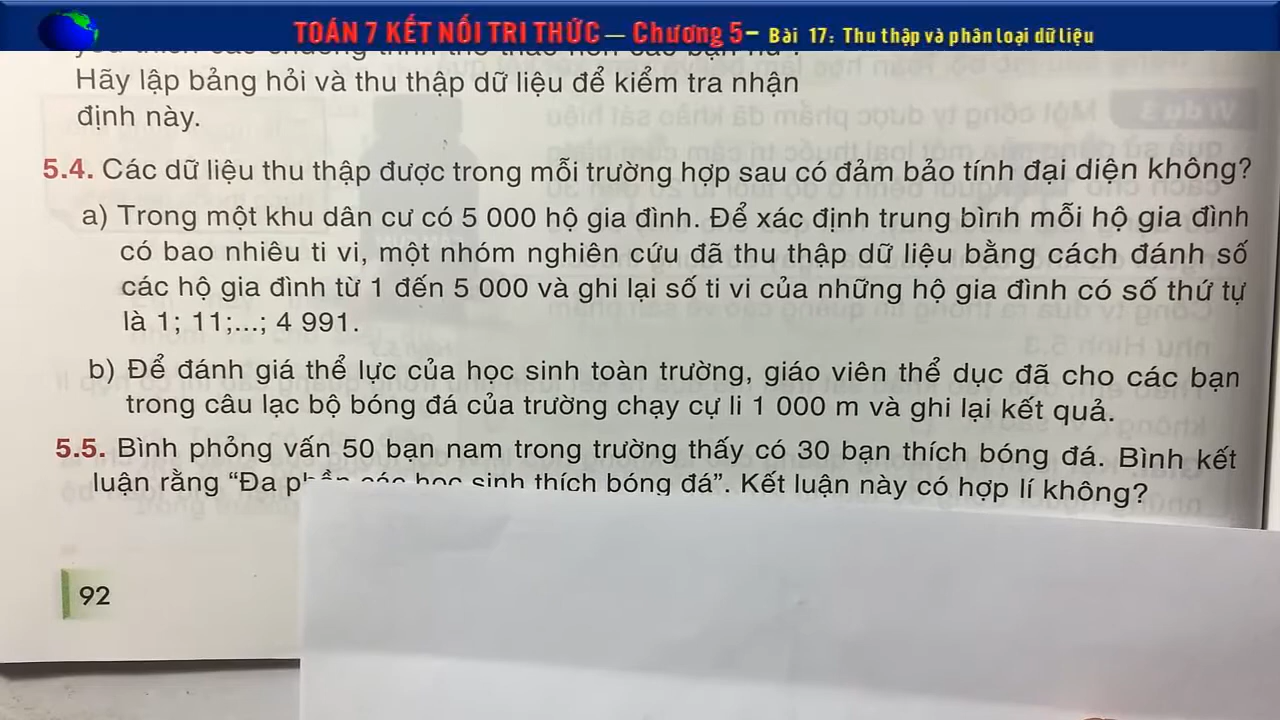 TOÁN 7 KẾT NỐI TRI THỨC – Chương 5- Bài 17: Thu thập và phân loại dữ liệu
Hãy lập bảng hỏi và thu thập dữ liệu để kiểm tra nhận
định này.
5.4. Các dữ liệu thu thập được trong mỗi trường hợp sau có đảm bảo tính đại diện không?
a) Trong một khu dân cư có 5 000 hộ gia đình. Để xác định trung bình mỗi hộ gia đình
có bao nhiêu ti vi, một nhóm nghiên cứu đã thu thập dữ liệu bằng cách đánh số
các hộ gia đình từ 1 đến 5 000 và ghi lại số ti vi của những hộ gia đình có số thứ tự
là 1; 11;...; 4 991.
b) Để đánh giá thể lực của học sinh toàn trường, giáo viên thể dục đã cho các bạn
trong câu lạc bộ bóng đá của trường chạy cự li 1 000 m và ghi lại kết quả.
5.5. Bình phỏng vấn 50 bạn nam trong trường thấy có 30 bạn thích bóng đá. Bình kết
luận rằng “Đa phần các học sinh thích bóng đá”. Kết luận này có hợp lí không?
92